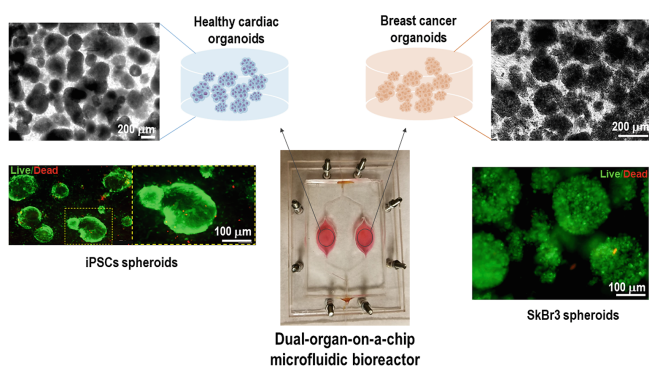 Healthy cardiac
organoids
Breast cancer
organoids
200 μm
200 μm
Live/Dead
100 μm
iPSCs spheroids
Live/Dead
100 μm
SkBr3 spheroids
Dual-organ-on-a-chip
microfluidic bioreactor